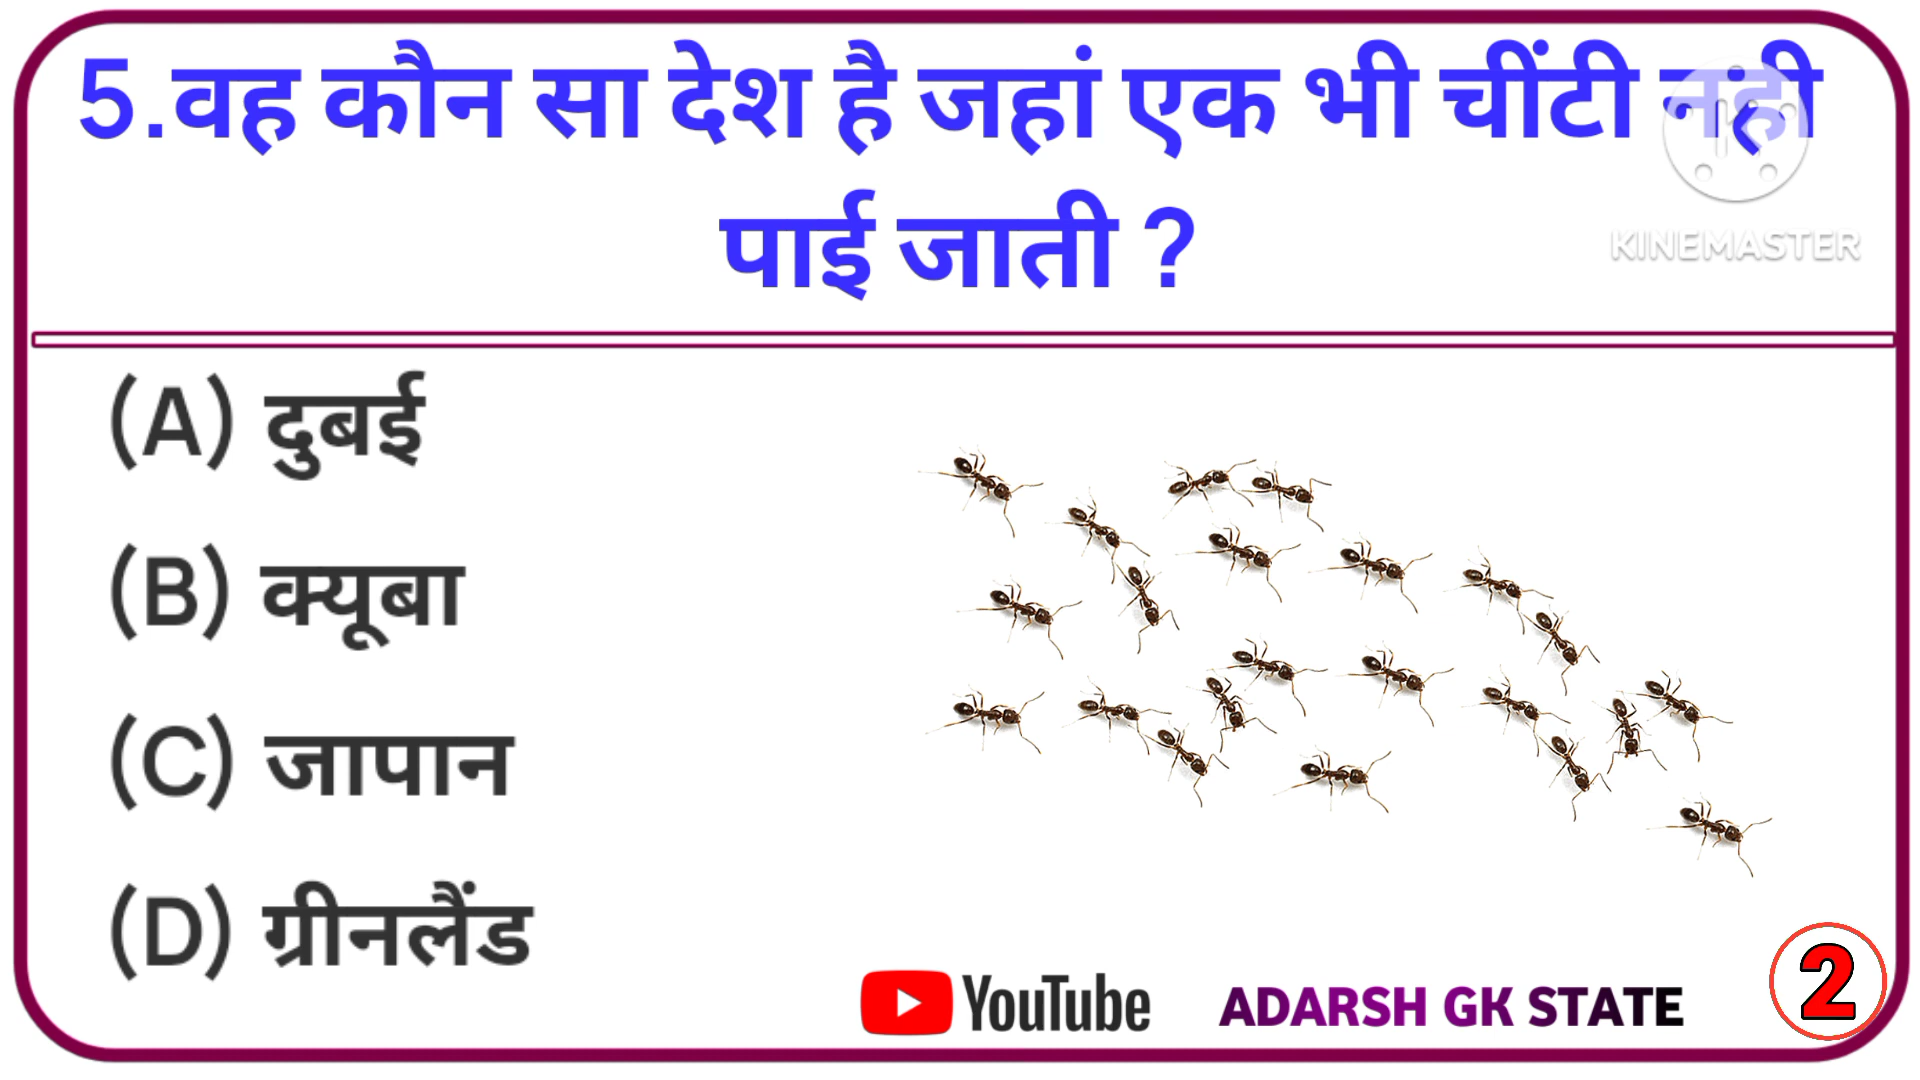 5.वह कौन सा देश है जहां एक भी चींटी नही
पाई जाती ?
KINEMASTER
(A) दुबई
(B) क्यूबा
(C) जापान
(D) ग्रीनलैंड
YouTube ADARSH GK STATE
2